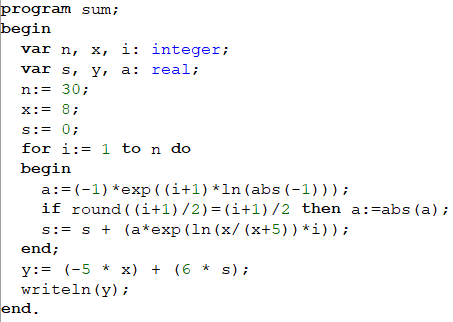 program sum;
begin
var n, x, i: integer;
var s, y, a: real;
n:= 30;
x:= 8;
s:= 0;
for i:= 1 to n do
begin
a:=(-1)*exp((i+1)*ln(abs(-1)));
if round((i+1)/2)=(i+1)/2 then a:=abs(a);
s:= s + (a*exp(ln(x/(x+5))*i));
end;
y:= (-5 * x) + (6 * s);
writeln(y);
end.